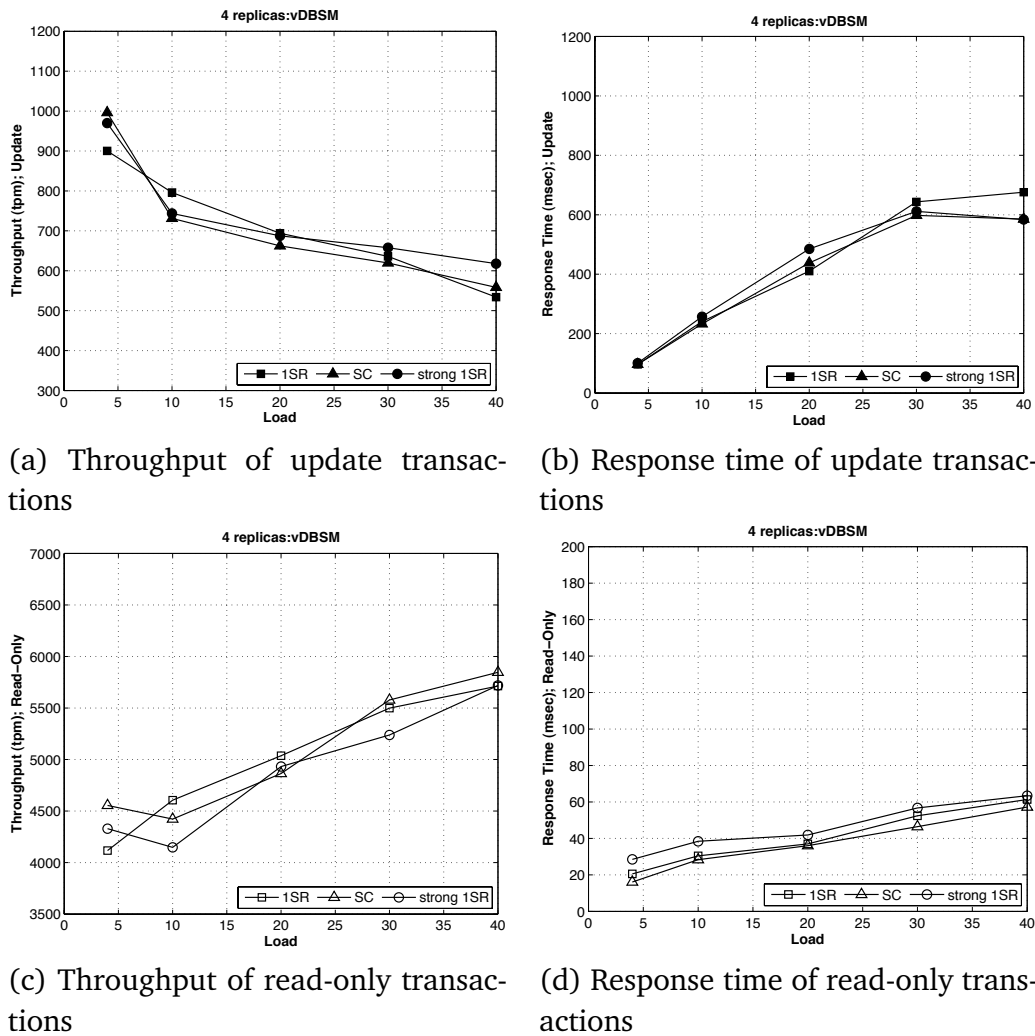 4 replicas:vDBSM
1200
1100
1000
900
800
700
600
500
400
300
0 5 10 15 20 25 30 35 40
Throughput (tpm); Update
Load
1SR SC strong 1SR
(a) Throughput of update transac-
tions
4 replicas:vDBSM
1200
1000
800
600
400
200
0
0 5 10 15 20 25 30 35 40
Response Time (msec); Update
Load
1SR SC strong 1SR
(b) Response time of update transac-
tions
4 replicas:vDBSM
7000
6500
6000
5500
5000
4500
4000
3500
0 5 10 15 20 25 30 35 40
Throughput (tpm); Read-Only
Load
1SR SC strong 1SR
(c) Throughput of read-only transac-
tions
4 replicas:vDBSM
200
180
160
140
120
100
80
60
40
20
0
0 5 10 15 20 25 30 35 40
Response Time (msec); Read-Only
Load
1SR SC strong 1SR
(d) Response time of read-only trans-
actions